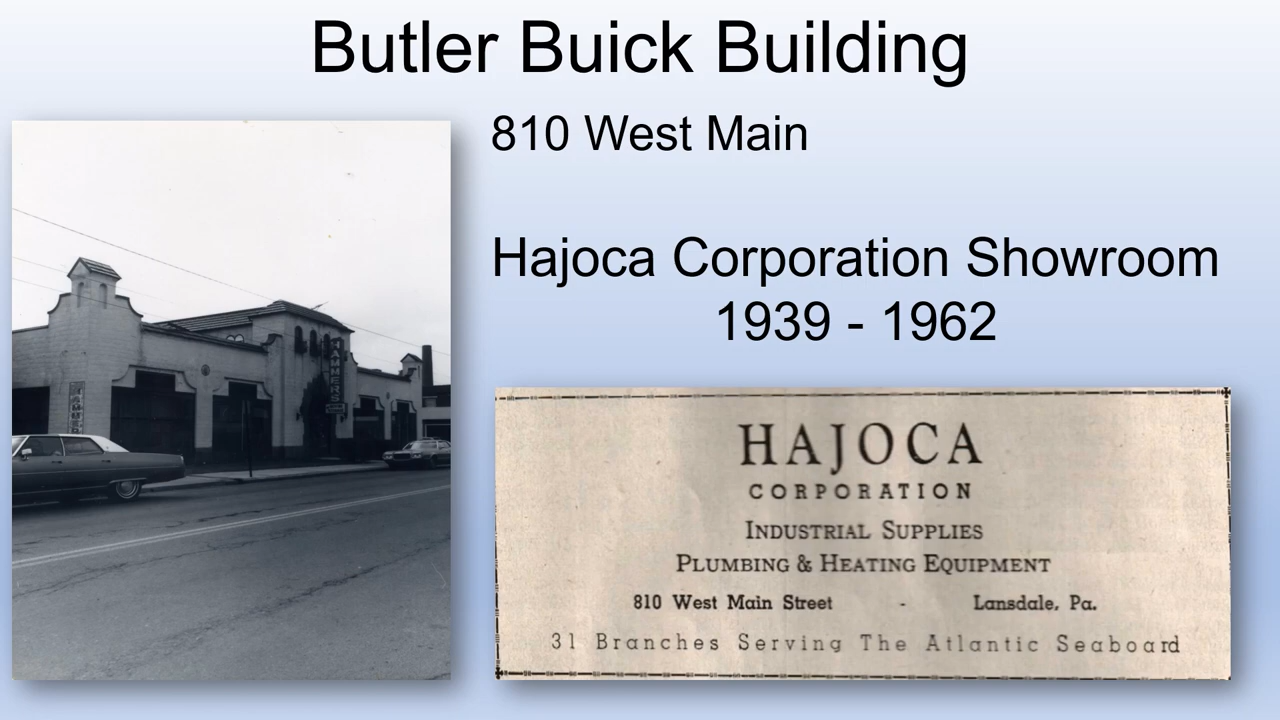 Butler Buick Building
810 West Main
Hajoca Corporation Showroom
1939 - 1962
HAMMERS
HAJOCA
CORPORATION
INDUSTRIAL SUPPLIES
PLUMBING & HEATING EQUIPMENT
810 West Main Street - Lansdale, Pa.
31 Branches Serving The Atlantic Seaboard